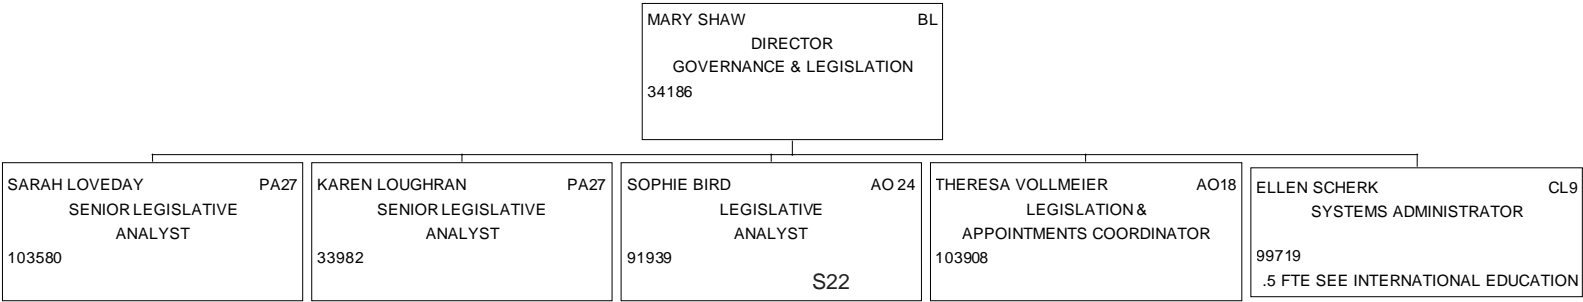 MARY SHAW BL
DIRECTOR
GOVERNANCE & LEGISLATION
34186
SARAH LOVEDAY PA27
SENIOR LEGISLATIVE
ANALYST
103580
KAREN LOUGHRAN PA27
SENIOR LEGISLATIVE
ANALYST
33982
SOPHIE BIRD AO 24
LEGISLATIVE
ANALYST
91939
S22
THERESA VOLLMEIER AO18
LEGISLATION &
APPOINTMENTS COORDINATOR
103908
ELLEN SCHERK CL9
SYSTEMS ADMINISTRATOR
99719
.5 FTE SEE INTERNATIONAL EDUCATION